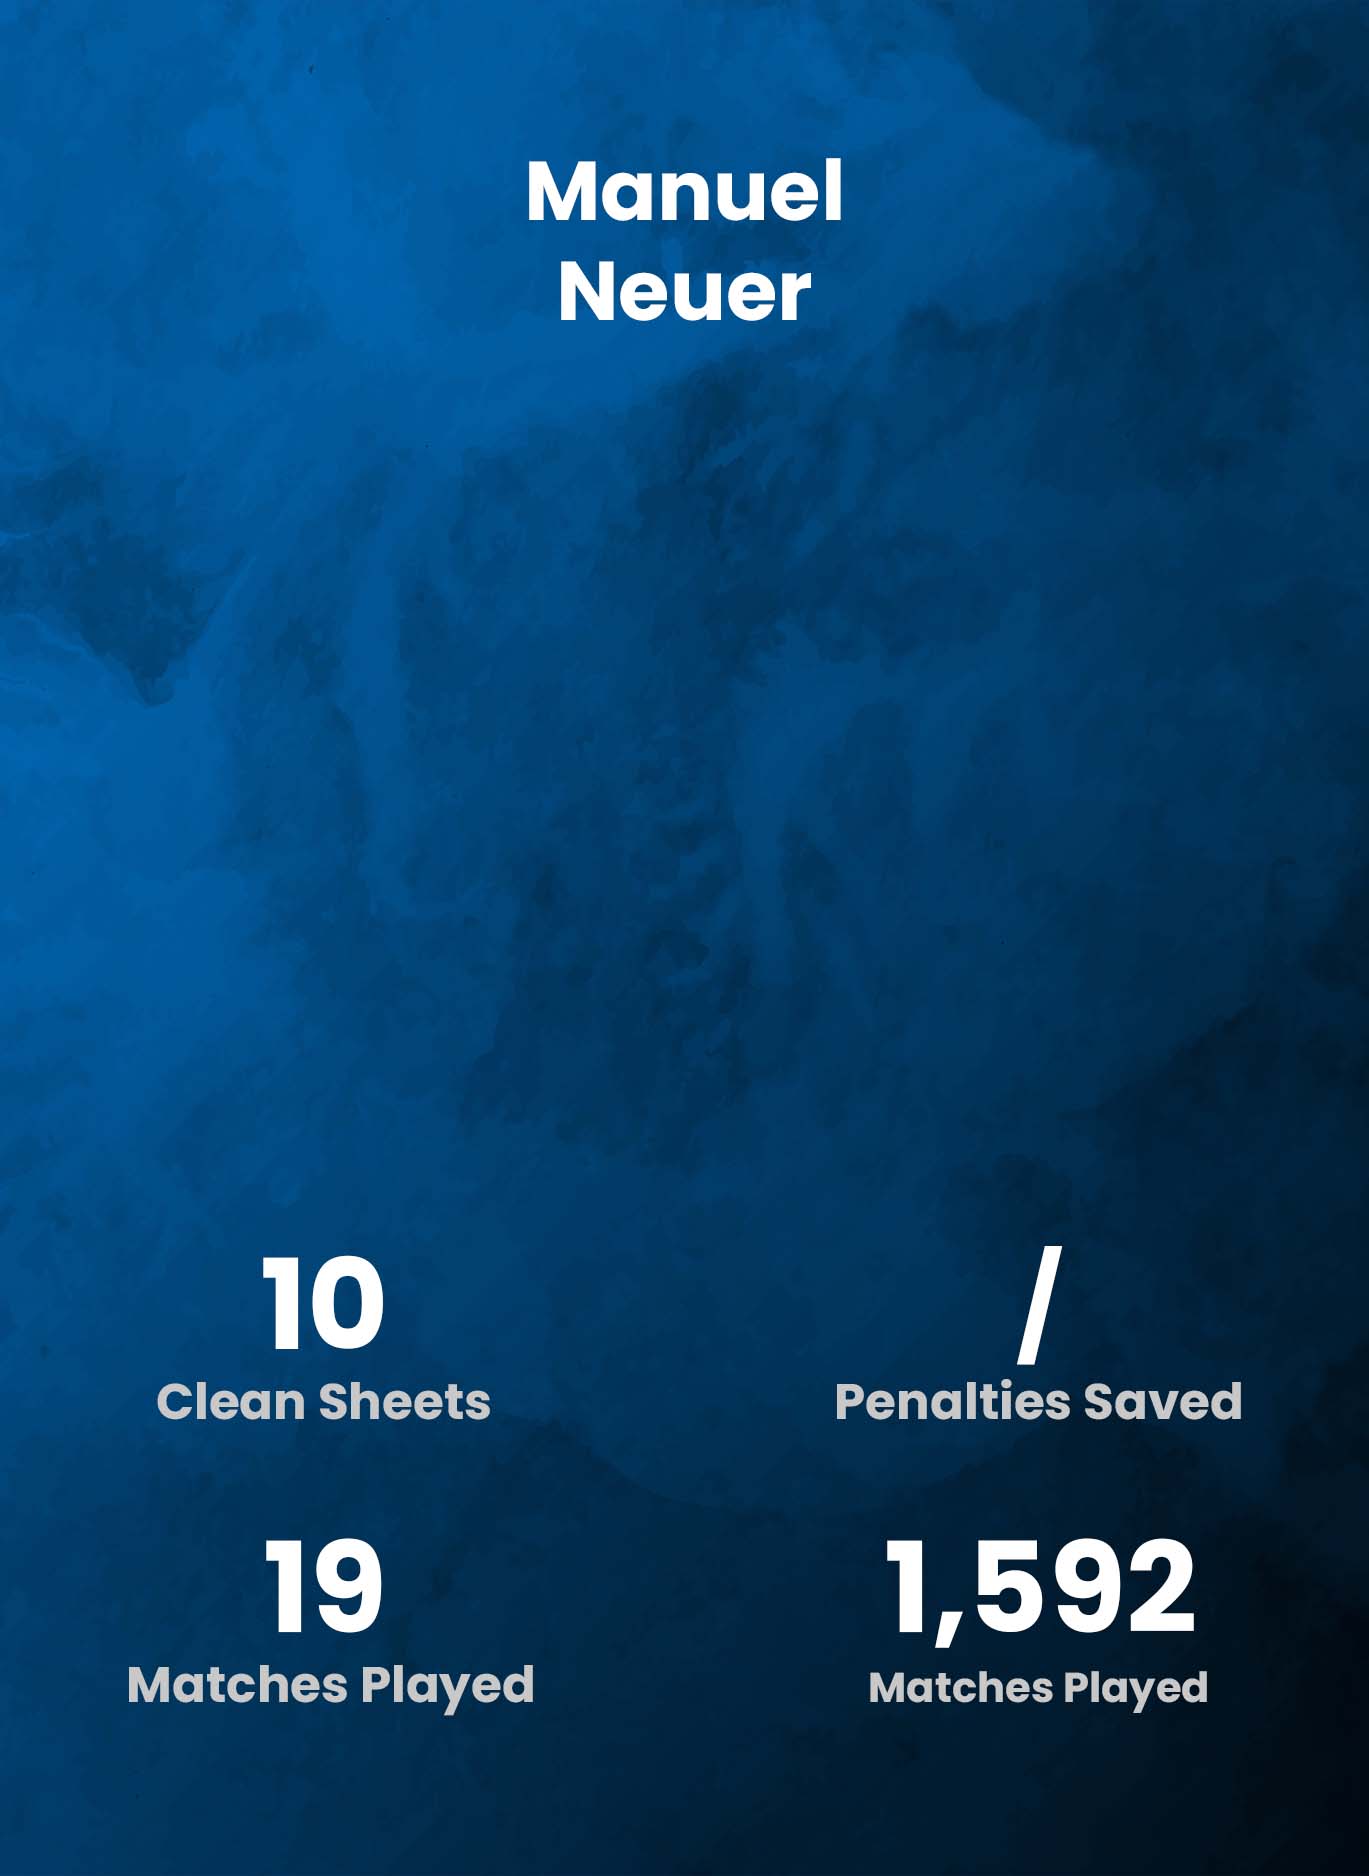 Manuel
Neuer
10
Clean Sheets
/
Penalties Saved
19
Matches Played
1,592
Matches Played